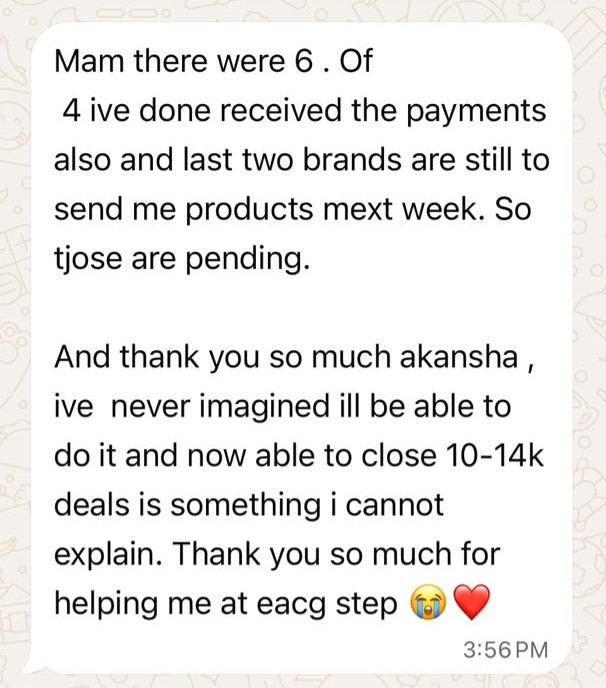 Mam there were 6 . Of
4 ive done received the payments
also and last two brands are still to
send me products mext week. So
tjose are pending.
And thank you so much akansha ,
ive never imagined ill be able to
do it and now able to close 10-14k
deals is something i cannot
explain. Thank you so much for
helping me at eacg step 😭❤️
3:56 PM